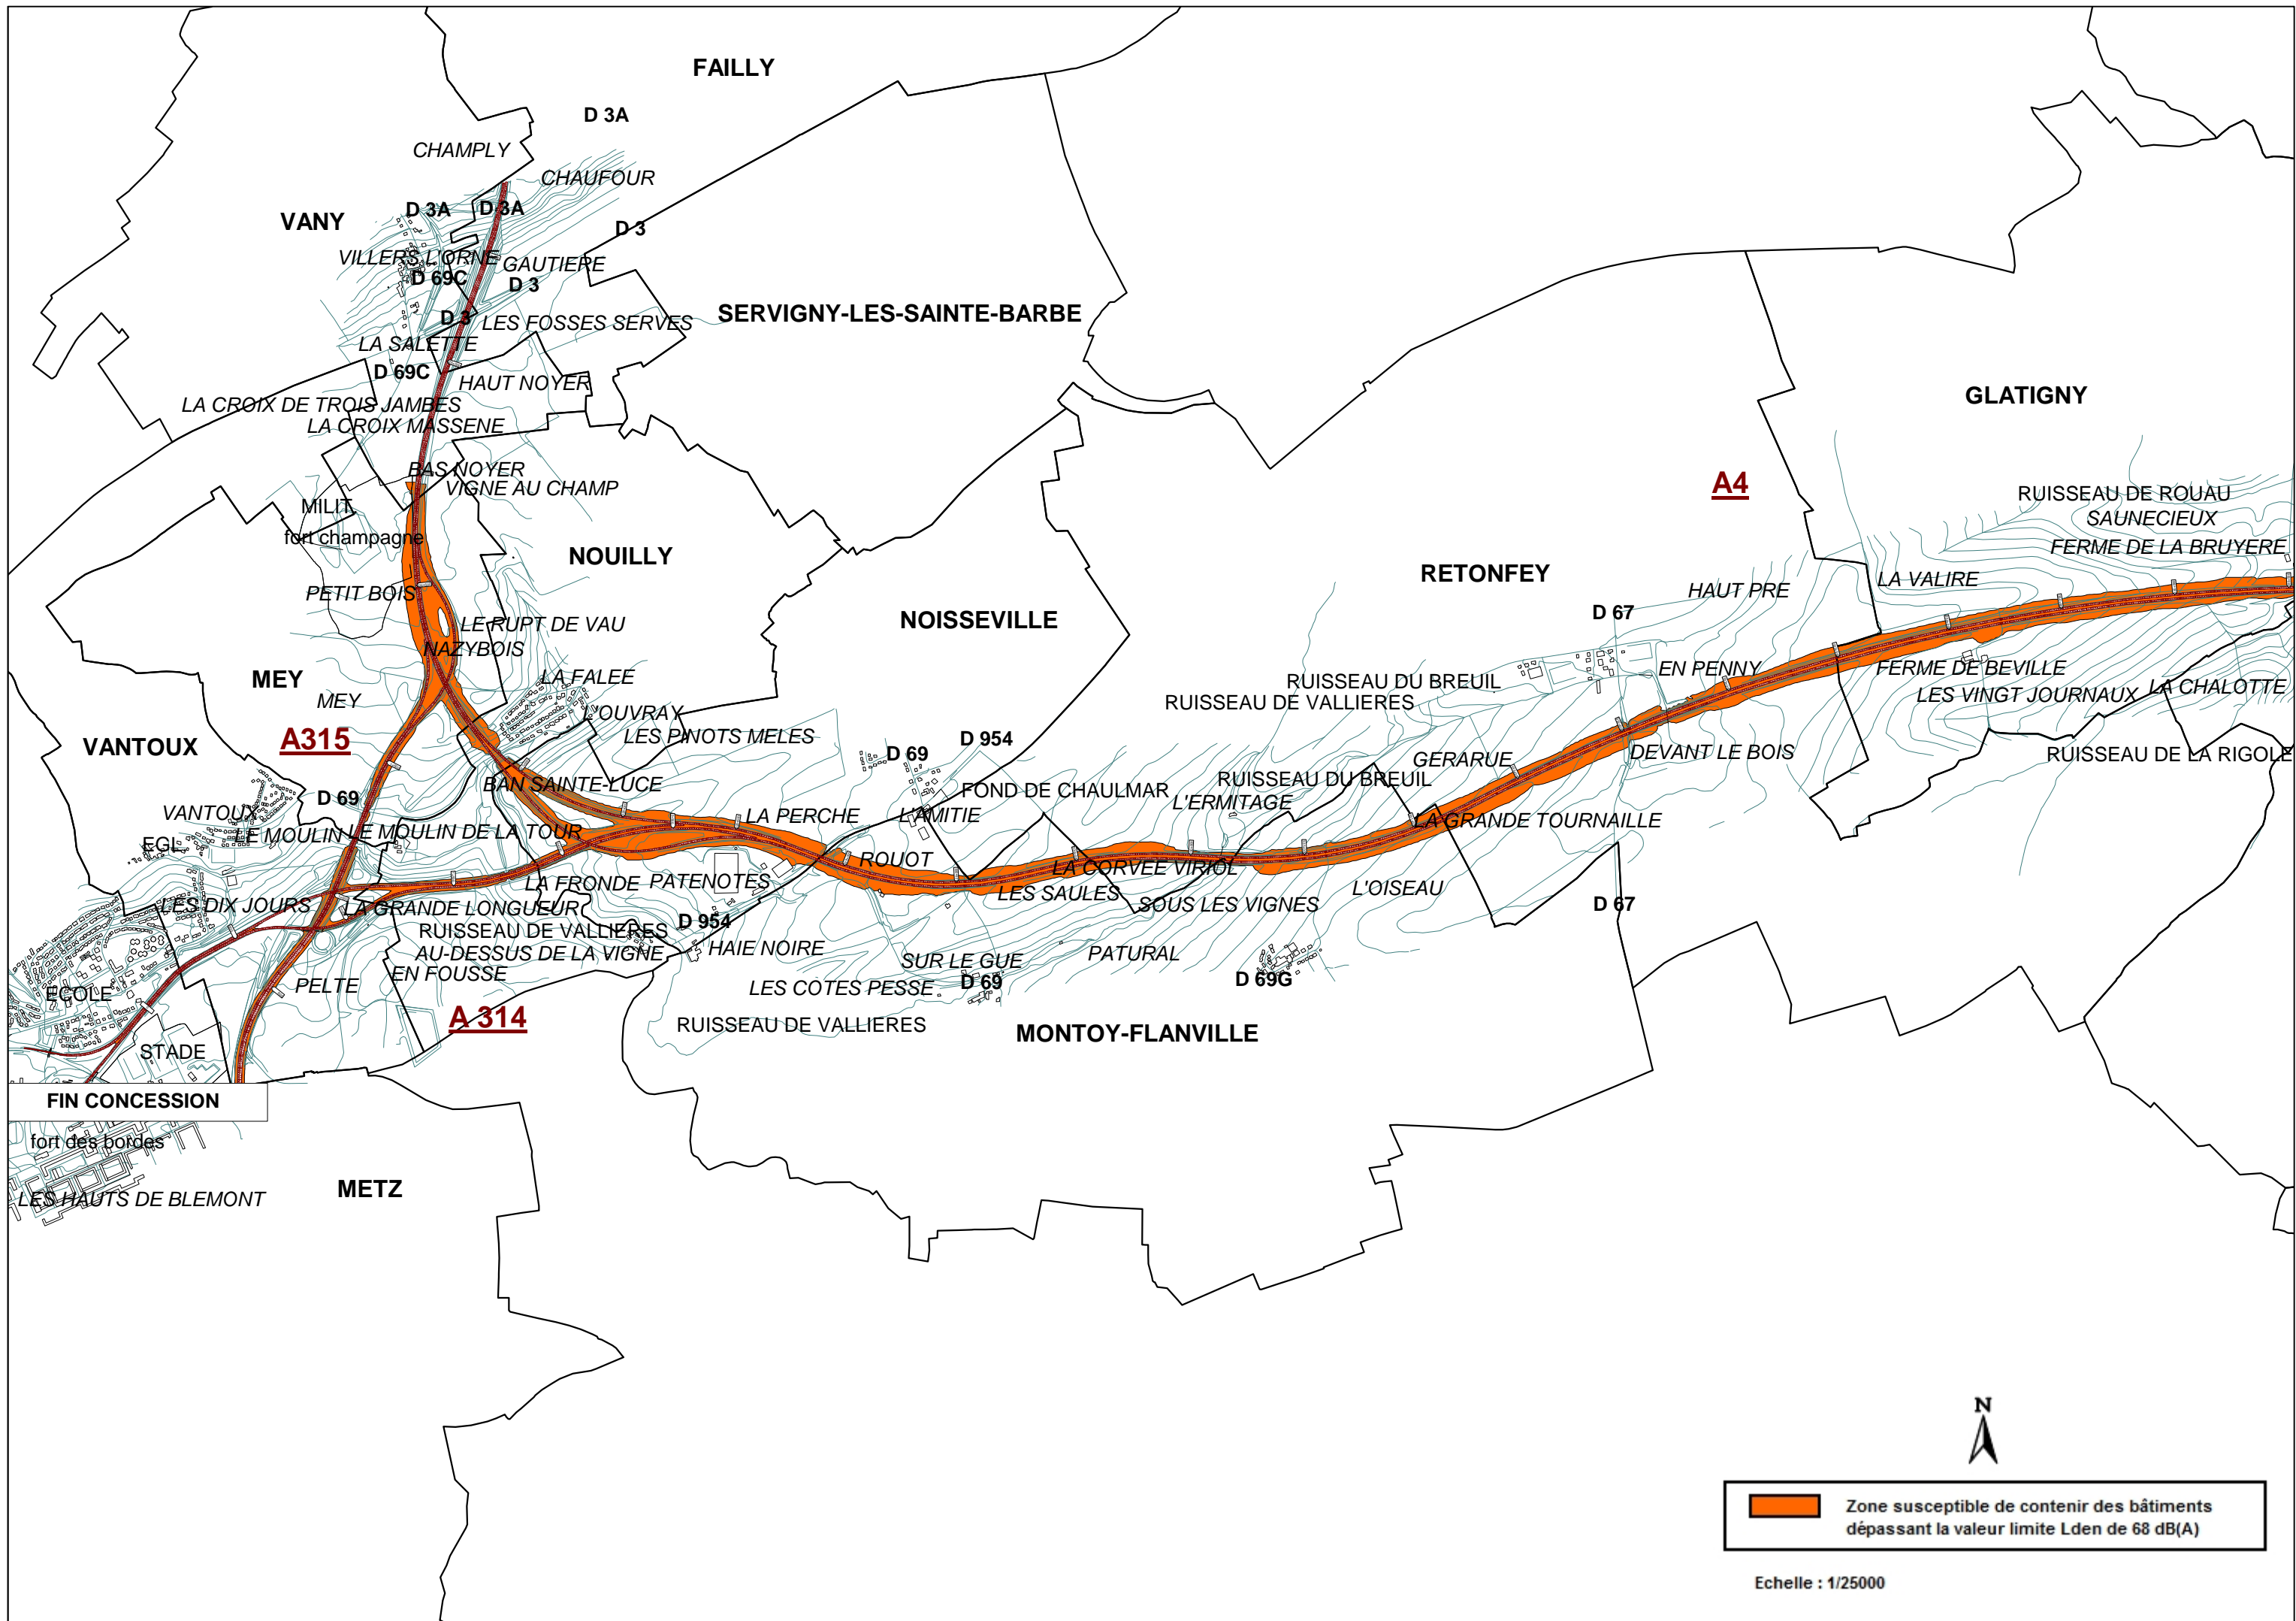 FAILLY
D 3A
CHAMPLY
CHAUFOUR
D 3A
D 3A
VANY
D 3
VILLERS L'ORNE
GAUTIERE
D 69C
D 3
SERVIGNY-LES-SAINTE-BARBE
D 3
LES FOSSES SERVES
LA SALETTE
D 69C
HAUT NOYER
GLATIGNY
LA CROIX DE TROIS JAMBES
LA CROIX MASSENE
BAS NOYER
A4
VIGNE AU CHAMP
RUISSEAU DE ROUAU
MILIT
SAUNECIEUX
fort champagne
FERME DE LA BRUYERE
NOUILLY
RETONFEY
LA VALIRE
PETIT BOIS
HAUT PRE
D 67
LE RUPT DE VAU
NOISSEVILLE
NAZYBOIS
EN PENNY
FERME DE BEVILLE
LA FALEE
MEY
RUISSEAU DU BREUIL
LA CHALOTTE
LES VINGT JOURNAUX
MEY
RUISSEAU DE VALLIERES
L'OUVRAY
A315
LES PINOTS MELES
D 954
VANTOUX
D 69
DEVANT LE BOIS
RUISSEAU DE LA RIGOLE
GERARUE
BAN SAINTE-LUCE
RUISSEAU DU BREUIL
FOND DE CHAULMAR
D 69
L'ERMITAGE
VANTOUX
LA PERCHE
L'AMITIE
LA GRANDE TOURNAILLE
LE MOULIN
LE MOULIN DE LA TOUR
EGL
ROUOT
LA CORVEE VIRIOL
LA FRONDE
PATENOTES
L'OISEAU
LES SAULES
LES DIX JOURS
LA GRANDE LONGUEUR
SOUS LES VIGNES
D 67
D 954
RUISSEAU DE VALLIERES
HAIE NOIRE
AU-DESSUS DE LA VIGNE
PATURAL
SUR LE GUE
EN FOUSSE
D 69G
D 69
PELTE
LES COTES PESSE
ECOLE
A 314
RUISSEAU DE VALLIERES
MONTOY-FLANVILLE
STADE
FIN CONCESSION
fort des bordes
METZ
LES HAUTS DE BLEMONT
N
Zone susceptible de contenir des bâtiments
dépassant la valeur limite Lden de 68 dB(A)
Echelle : 1/25000